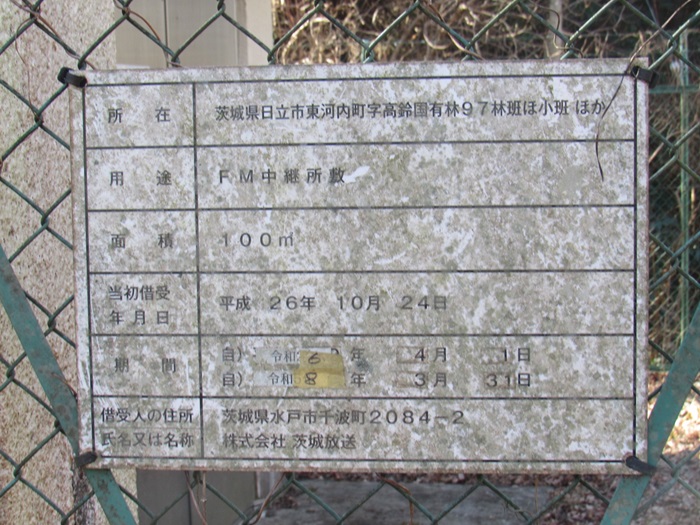 所 在 茨城県日立市東河内町字高鈴国有林97林班ほ小班 ほか
用 途 FM中継所敷
面 積 100㎡
当初借受 年月日 平成 26年 10月 24日
期 間 自) 令和 年 4月 1日
自) 令和 8 年 3月 31日
借受人の住所 茨城県水戸市千波町2084−2
氏名又は名称 株式会社 茨城放送